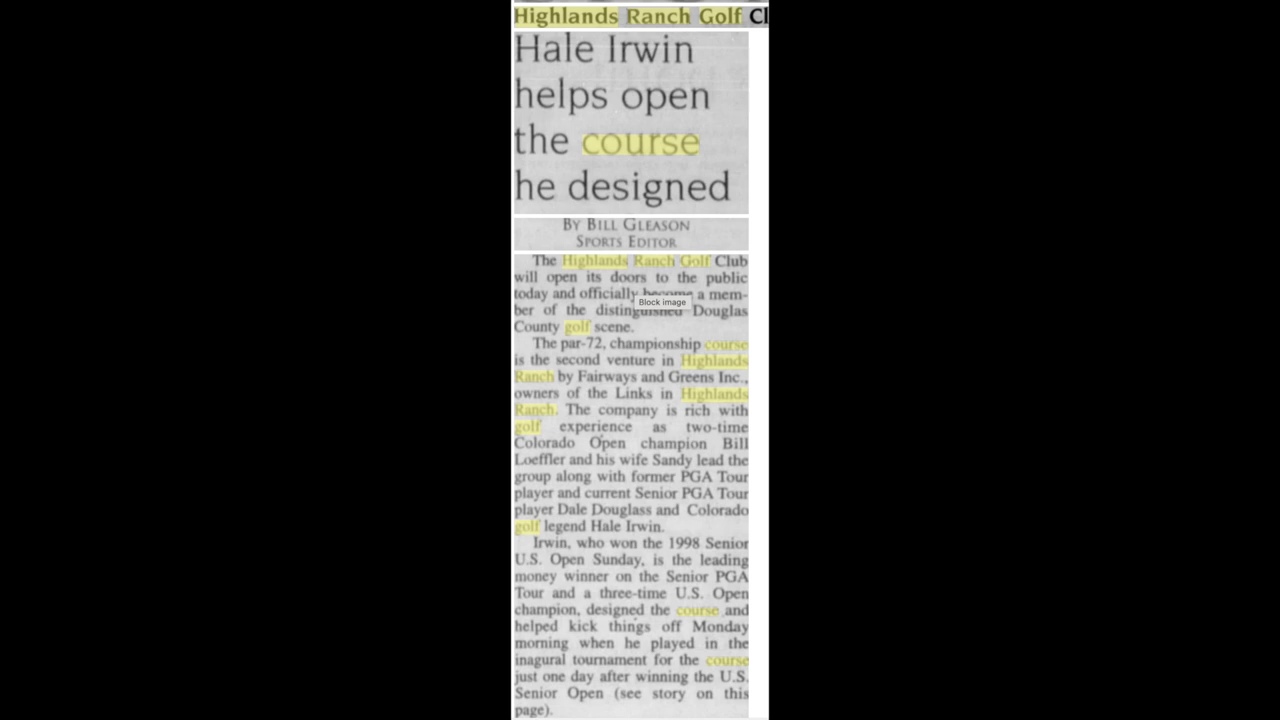 Highlands Ranch Golf Cl
Hale Irwin
helps open
the course
he designed
BY BILL GLEASON
SPORTS EDITOR
The Highlands Ranch Golf Club
will open its doors to the public
today and officially become a mem-
ber of the distinguished Douglas
Block image
County golf scene.
The par-72, championship course
is the second venture in Highlands
Ranch by Fairways and Greens Inc.,
owners of the Links in Highlands
Ranch. The company is rich with
golf experience as two-time
Colorado Open champion Bill
Loeffler and his wife Sandy lead the
group along with former PGA Tour
player and current Senior PGA Tour
player Dale Douglass and Colorado
golf legend Hale Irwin.
Irwin, who won the 1998 Senior
U.S. Open Sunday, is the leading
money winner on the Senior PGA
Tour and a three-time U.S. Open
champion, designed the course and
helped kick things off Monday
morning when he played in the
inagural tournament for the course
just one day after winning the U.S.
Senior Open (see story on this
page).